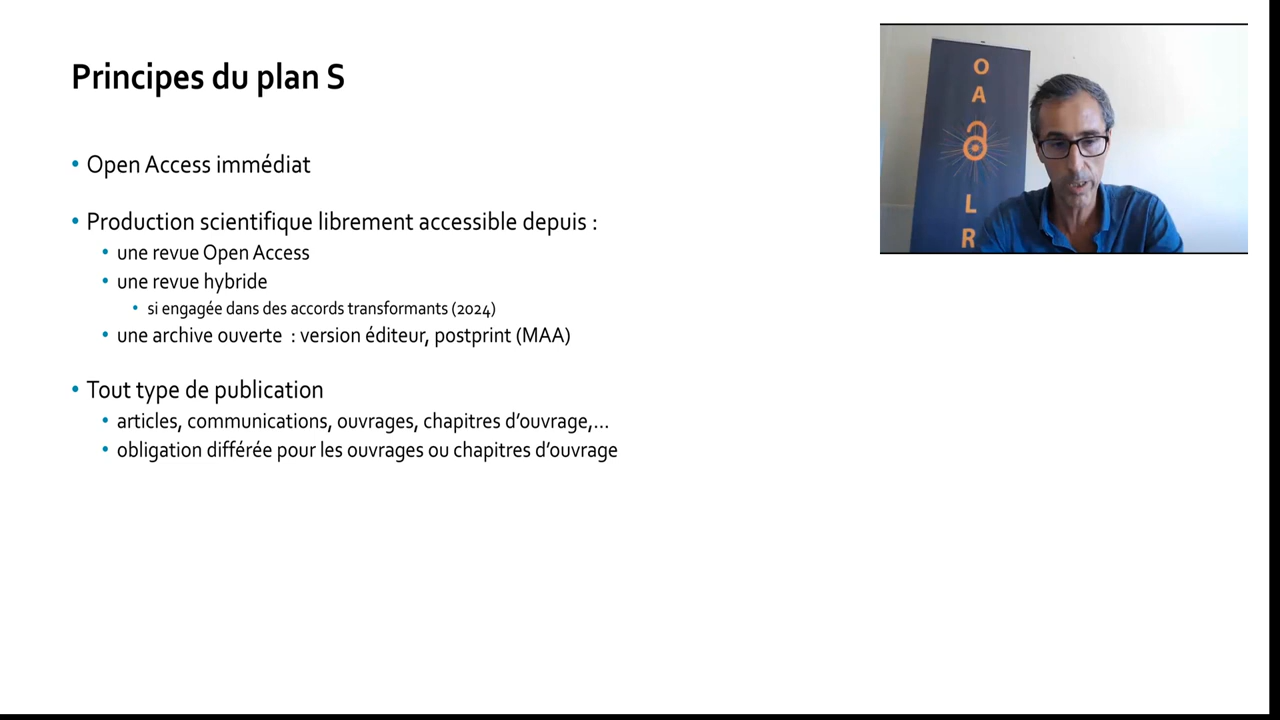 Principes du plan S
• Open Access immédiat
• Production scientifique librement accessible depuis :
• une revue Open Access
• une revue hybride
• si engagée dans des accords transformants (2024)
• une archive ouverte : version éditeur, postprint (MAA)
• Tout type de publication
• articles, communications, ouvrages, chapitres d’ouvrage,...
• obligation différée pour les ouvrages ou chapitres d’ouvrage
O
A
L
R